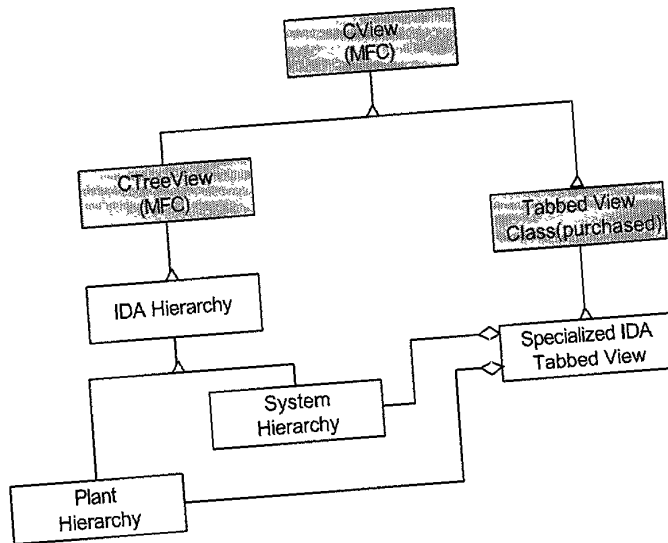 CView
(MFC)
CTreeView
(MFC)
Tabbed View
Class(purchased)
IDA Hierarchy
Specialized IDA
Tabbed View
System
Hierarchy
Plant
Hierarchy